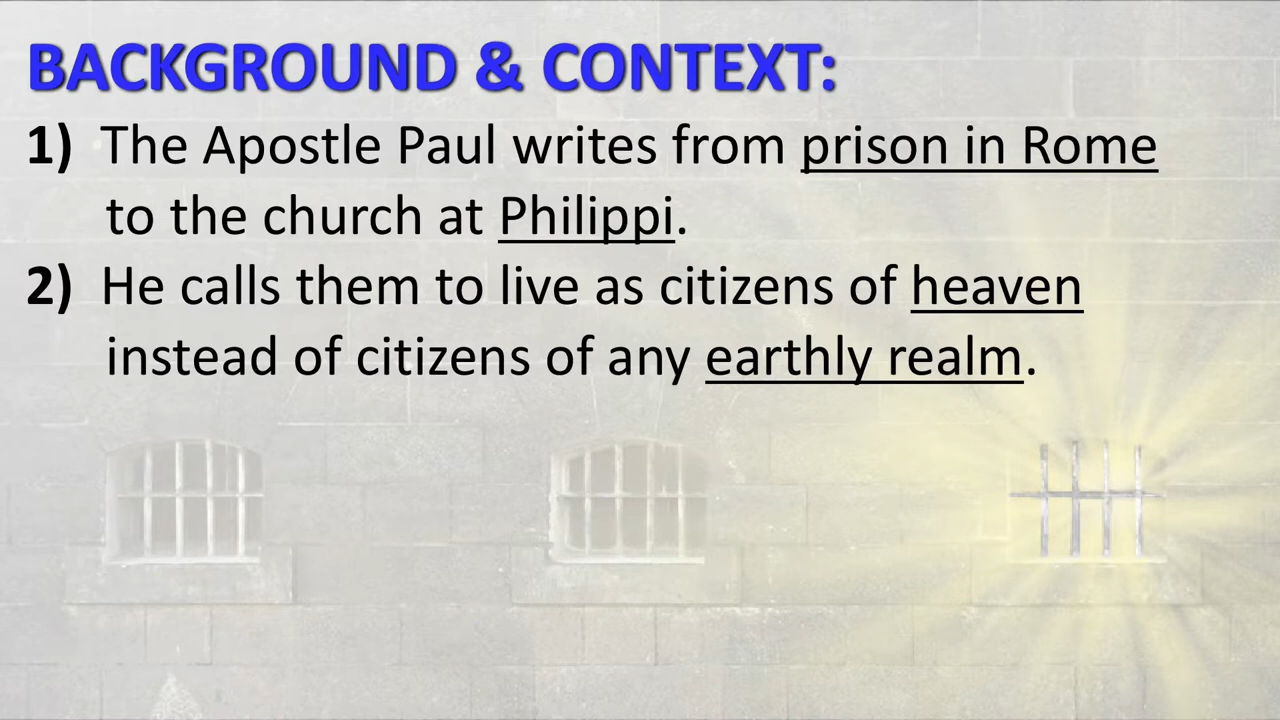 BACKGROUND & CONTEXT:
1) The Apostle Paul writes from prison in Rome
to the church at Philippi.
2) He calls them to live as citizens of heaven
instead of citizens of any earthly realm.